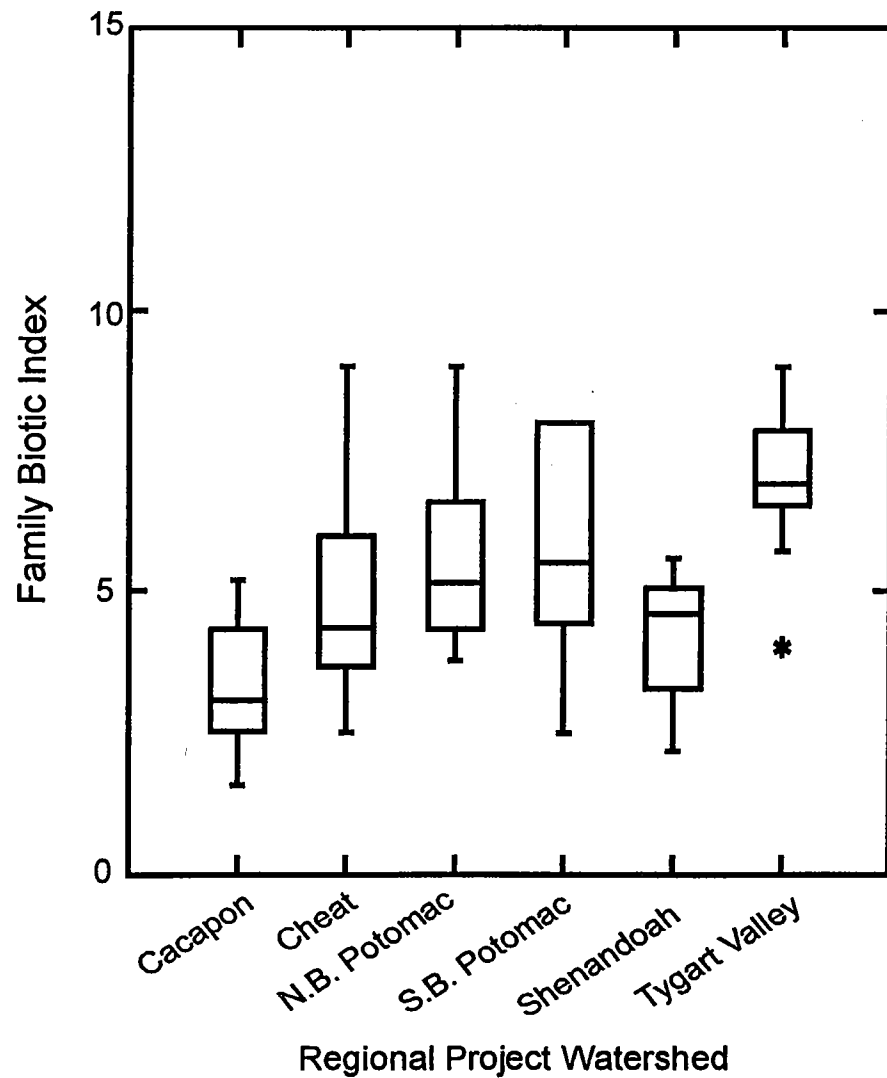 15
10
5
0
Family Biotic Index
Cacapon
Cheat
N.B. Potomac
S.B. Potomac
Shenandoah
Tygart Valley
Regional Project Watershed